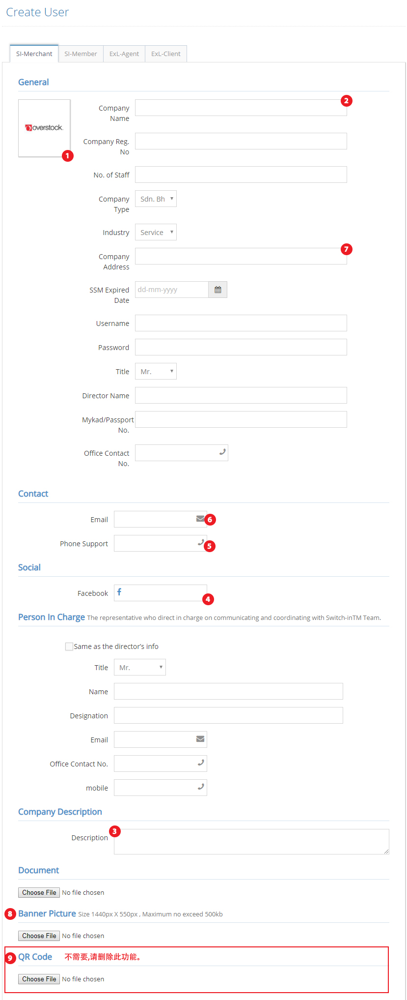 Create User
SI-Merchant SI-Member ExL-Agent ExL-Client
General
overstock.
1
Company Name
2
Company Reg. No
No. of Staff
Company Type Sdn. Bh
Industry Service
Company Address
7
SSM Expired Date dd-mm-yyyy
Username
Password
Title Mr.
Director Name
Mykad/Passport No.
Office Contact No.
Contact
Email 6
Phone Support 5
Social
Facebook f 4
Person In Charge The representative who direct in charge on communicating and coordinating with Switch-inTM Team.
Same as the director's info
Title Mr.
Name
Designation
Email
Office Contact No.
mobile
Company Description
Description 3
Document
Choose File No file chosen
8 Banner Picture Size 1440px X 550px , Maximum no exceed 500kb
Choose File No file chosen
9 QR Code 不需要,请删除此功能。
Choose File No file chosen